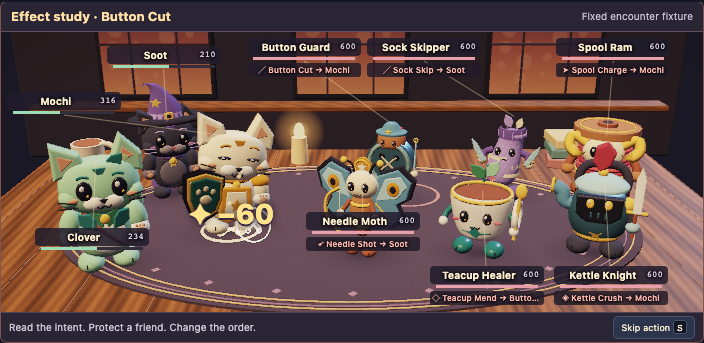 Effect study · Button Cut
Fixed encounter fixture
Soot 210
Button Guard 600
Button Cut → Mochi
Sock Skipper 600
Sock Skip → Soot
Spool Ram 600
Spool Charge → Mochi
Mochi 316
-60
Clover 234
Needle Moth 600
Needle Shot → Soot
Teacup Healer 600
Teacup Mend → Butto...
Kettle Knight 600
Kettle Crush → Mochi
Read the intent. Protect a friend. Change the order.
Skip action S